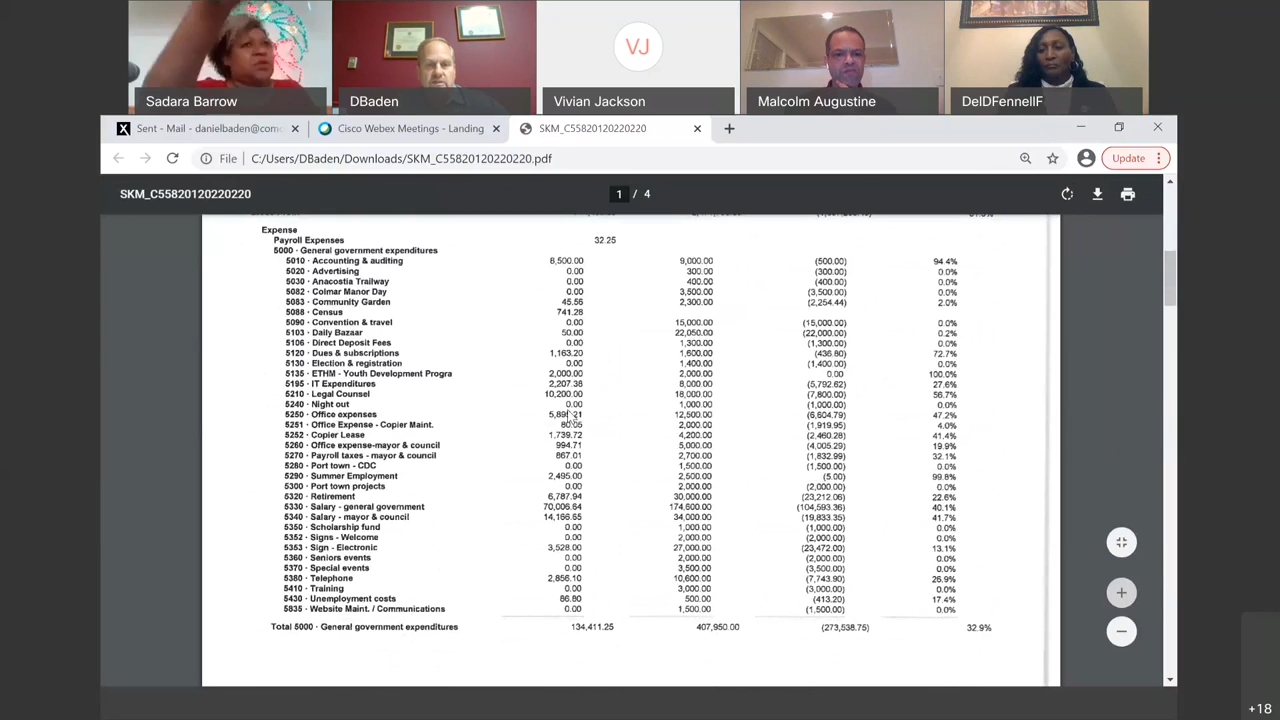 VJ
Sadara Barrow
DBaden
Vivian Jackson
Malcolm Augustine
DelDFennellF
Sent - Mail - danielbaden@com
Cisco Webex Meetings - Landing
SKM_C55820120220220
File C:/Users/DBaden/Downloads/SKM_C55820120220220.pdf
Update
SKM_C55820120220220
1 / 4
Expense
Payroll Expenses 32.25
5000 · General government expenditures
5010 · Accounting & auditing 8,500.00 9,000.00 (500.00) 94.4%
5020 · Advertising 0.00 300.00 (300.00) 0.0%
5030 · Anacostia Trailway 0.00 400.00 (400.00) 0.0%
5082 · Colmar Manor Day 0.00 3,500.00 (3,500.00) 0.0%
5083 · Community Garden 45.56 2,300.00 (2,254.44) 2.0%
5088 · Census 741.28
5090 · Convention & travel 0.00 15,000.00 (15,000.00) 0.0%
5103 · Daily Bazaar 50.00 22,050.00 (22,000.00) 0.2%
5106 · Direct Deposit Fees 0.00 1,300.00 (1,300.00) 0.0%
5120 · Dues & subscriptions 1,163.20 1,600.00 (436.80) 72.7%
5130 · Election & registration 0.00 1,400.00 (1,400.00) 0.0%
5135 · ETHM - Youth Development Progra 2,000.00 2,000.00 0.00 100.0%
5195 · IT Expenditures 2,207.38 8,000.00 (5,792.62) 27.6%
5210 · Legal Counsel 10,200.00 18,000.00 (7,800.00) 56.7%
5240 · Night out 0.00 1,000.00 (1,000.00) 0.0%
5250 · Office expenses 12,500.00 (6,604.79) 47.2%
5251 · Office Expense - Copier Maint. 80.05 2,000.00 (1,919.95) 4.0%
5252 · Copier Lease 1,739.72 4,200.00 (2,460.28) 41.4%
5260 · Office expense-mayor & council 994.71 5,000.00 (4,005.29) 19.9%
5270 · Payroll taxes - mayor & council 867.01 2,700.00 (1,832.99) 32.1%
5280 · Port town - CDC 0.00 1,500.00 (1,500.00) 0.0%
5290 · Summer Employment 2,495.00 2,500.00 (5.00) 99.8%
5300 · Port town projects 0.00 2,000.00 (2,000.00) 0.0%
5320 · Retirement 6,787.94 30,000.00 (23,212.06) 22.6%
5330 · Salary - general government 70,006.64 174,600.00 (104,593.36) 40.1%
5340 · Salary - mayor & council 14,166.65 34,000.00 (19,833.35) 41.7%
5350 · Scholarship fund 0.00 1,000.00 (1,000.00) 0.0%
5352 · Signs - Welcome 0.00 2,000.00 (2,000.00) 0.0%
5353 · Sign - Electronic 3,528.00 27,000.00 (23,472.00) 13.1%
5360 · Seniors events 0.00 2,000.00 (2,000.00) 0.0%
5370 · Special events 0.00 3,500.00 (3,500.00) 0.0%
5380 · Telephone 2,856.10 10,600.00 (7,743.90) 26.9%
5410 · Training 0.00 3,000.00 (3,000.00) 0.0%
5430 · Unemployment costs 86.80 500.00 (413.20) 17.4%
5835 · Website Maint. / Communications 0.00 1,500.00 (1,500.00) 0.0%
Total 5000 · General government expenditures 134,411.25 407,950.00 (273,538.75) 32.9%
+18